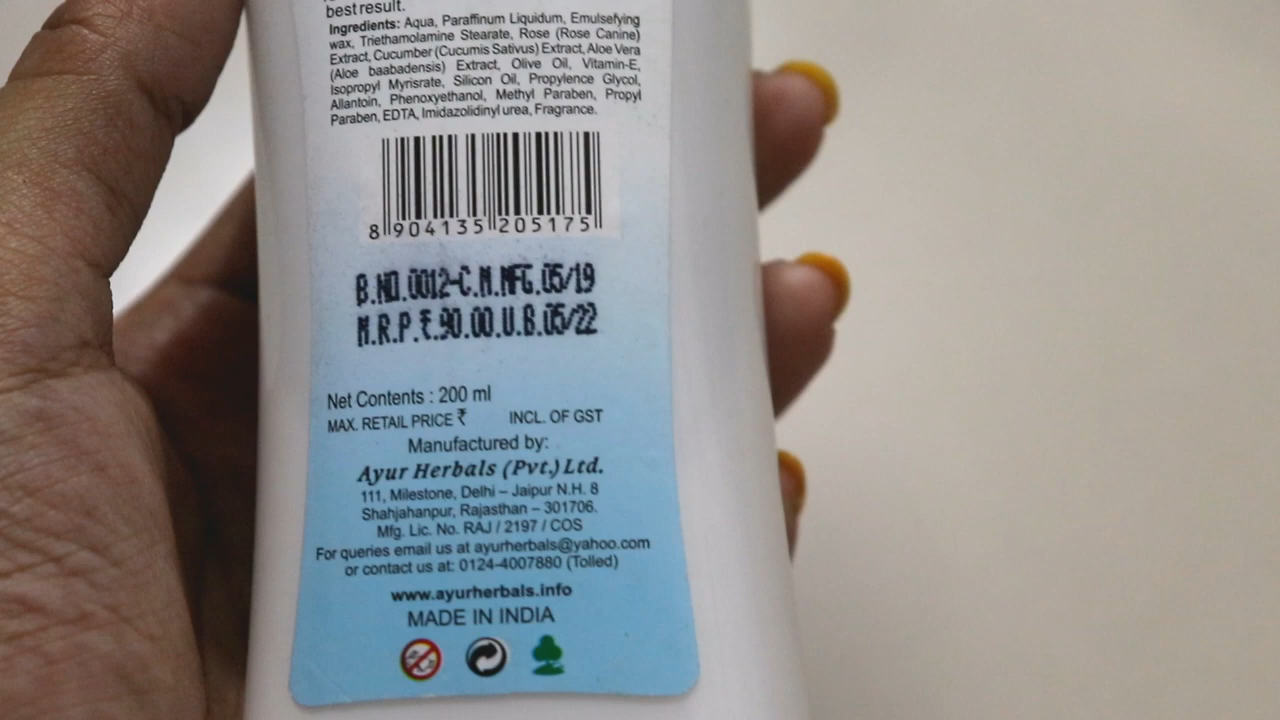 best result.
Ingredients: Aqua, Paraffinum Liquidum, Emulsefying
wax, Triethamolamine Stearate, Rose (Rose Canine)
Extract, Cucumber (Cucumis Sativus) Extract, Aloe Vera
(Aloe baabadensis) Extract, Olive Oil, Vitamin-E,
Isopropyl Myrisrate, Silicon Oil, Propylence Glycol,
Allantoin, Phenoxyethanol, Methyl Paraben, Propyl
Paraben, EDTA, Imidazolidinyl urea, Fragrance.
8 904135 205175
B.NO.0012-C.M.MFG.05/19
M.R.P.₹.90.00.U.B.05/22
Net Contents : 200 ml
MAX. RETAIL PRICE ₹ INCL. OF GST
Manufactured by:
Ayur Herbals (Pvt.) Ltd.
111, Milestone, Delhi – Jaipur N.H. 8
Shahjahanpur, Rajasthan – 301706.
Mfg. Lic. No. RAJ / 2197 / COS
For queries email us at ayurherbals@yahoo.com
or contact us at: 0124-4007880 (Tolled)
www.ayurherbals.info
MADE IN INDIA